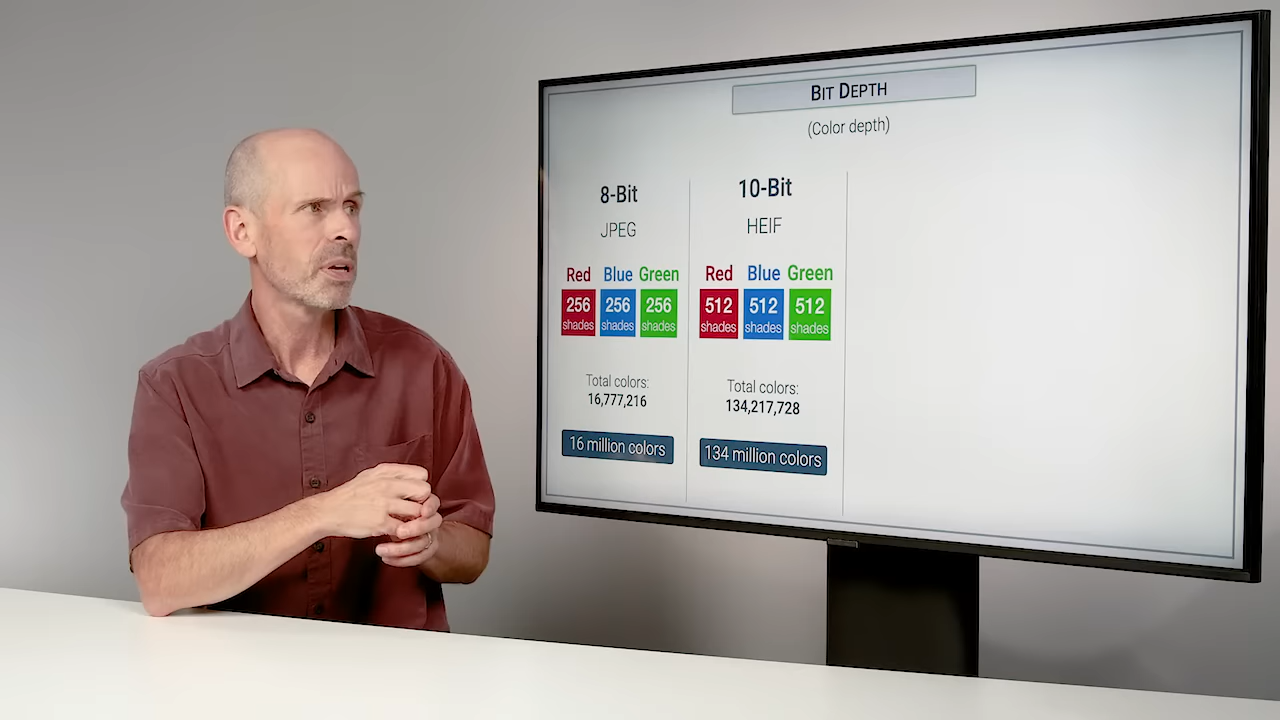 BIT DEPTH
(Color depth)
8-Bit
JPEG
Red Blue Green
256 256 256
shades shades shades
Total colors:
16,777,216
16 million colors
10-Bit
HEIF
Red Blue Green
512 512 512
shades shades shades
Total colors:
134,217,728
134 million colors